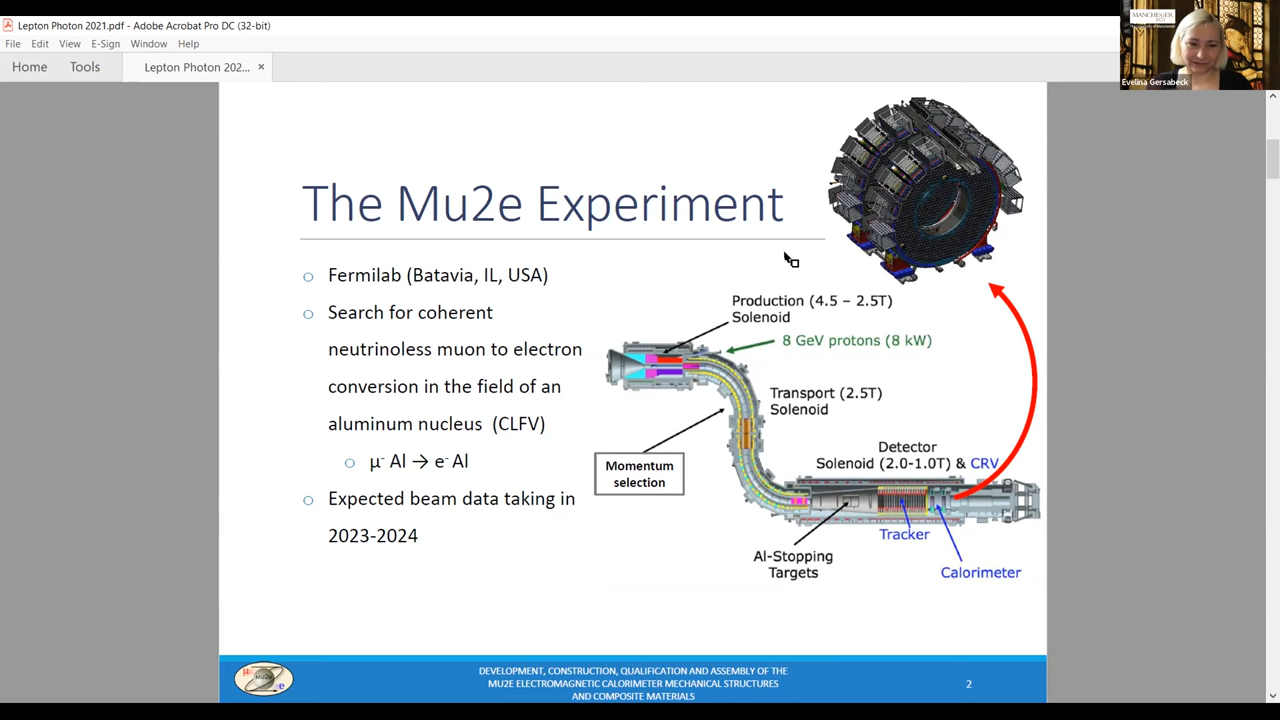 Lepton Photon 2021.pdf - Adobe Acrobat Pro DC (32-bit)
File Edit View E-Sign Window Help
Home Tools Lepton Photon 202... ×
MANCHESTER
Evelina Gersabeck
The Mu2e Experiment
○ Fermilab (Batavia, IL, USA)
○ Search for coherent
neutrinoless muon to electron
conversion in the field of an
aluminum nucleus (CLFV)
○ μ- Al → e- Al
○ Expected beam data taking in
2023-2024
Production (4.5 – 2.5T)
Solenoid
8 GeV protons (8 kW)
Transport (2.5T)
Solenoid
Momentum
selection
Detector
Solenoid (2.0-1.0T) & CRV
Tracker
Al-Stopping
Targets
Calorimeter
μ Mu2e e
DEVELOPMENT, CONSTRUCTION, QUALIFICATION AND ASSEMBLY OF THE
MU2E ELECTROMAGNETIC CALORIMETER MECHANICAL STRUCTURES
AND COMPOSITE MATERIALS
2